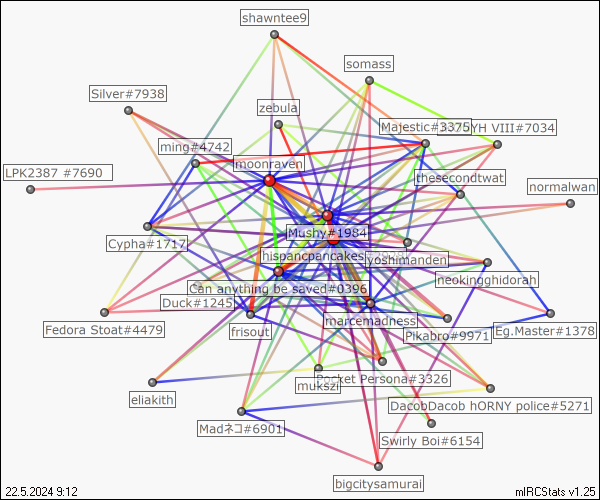 shawntee9
somass
Silver#7938
zebula
Majestic#3375
YH VIII#7034
ming#4742
moonraven
LPK2387 #7690
thesecondtwat
normalwan
Mushy#1984
Cypha#1717
hispancpancakes
yoshimanden
neokingghidorah
Can anything be saved#0396
Duck#1245
marcemadness
Fedora Stoat#4479
frisout
Pikabro#9971
Eg.Master#1378
Pocket Persona#3326
mukszi
eliakith
DacobDacob hORNY police#5271
Madネコ#6901
Swirly Boi#6154
bigcitysamurai
22.5.2024 9:12
mIRCStats v1.25